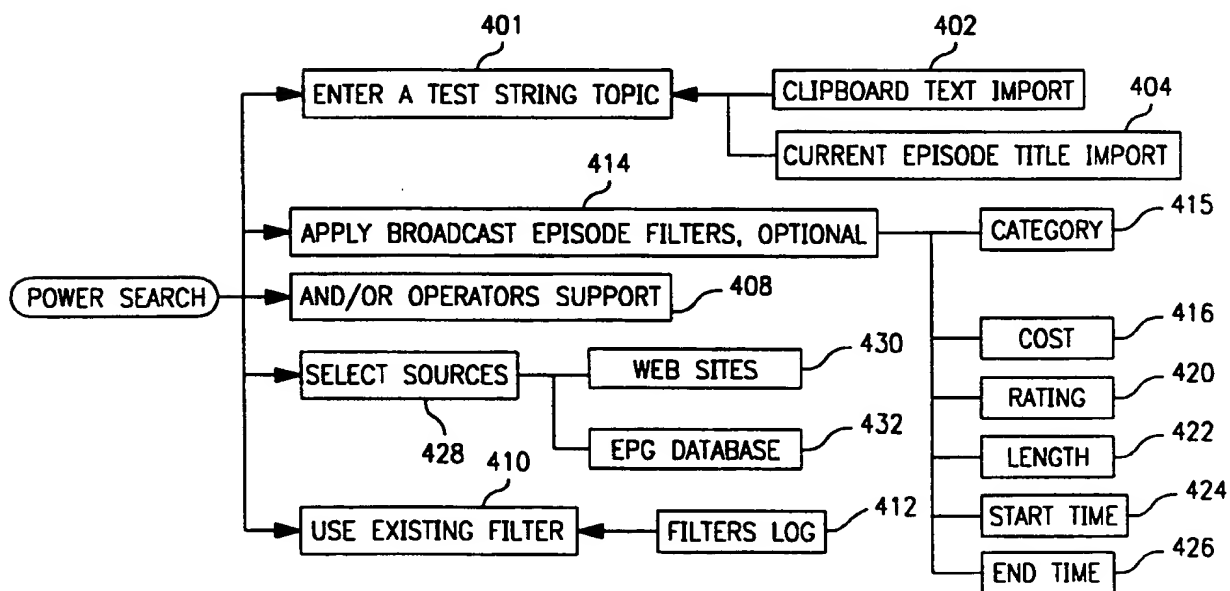 401
402
ENTER A TEST STRING TOPIC
CLIPBOARD TEXT IMPORT
404
CURRENT EPISODE TITLE IMPORT
414
415
APPLY BROADCAST EPISODE FILTERS, OPTIONAL
CATEGORY
POWER SEARCH
AND/OR OPERATORS SUPPORT
408
416
COST
SELECT SOURCES
428
WEB SITES
430
420
RATING
EPG DATABASE
432
422
LENGTH
410
USE EXISTING FILTER
FILTERS LOG
412
424
START TIME
426
END TIME